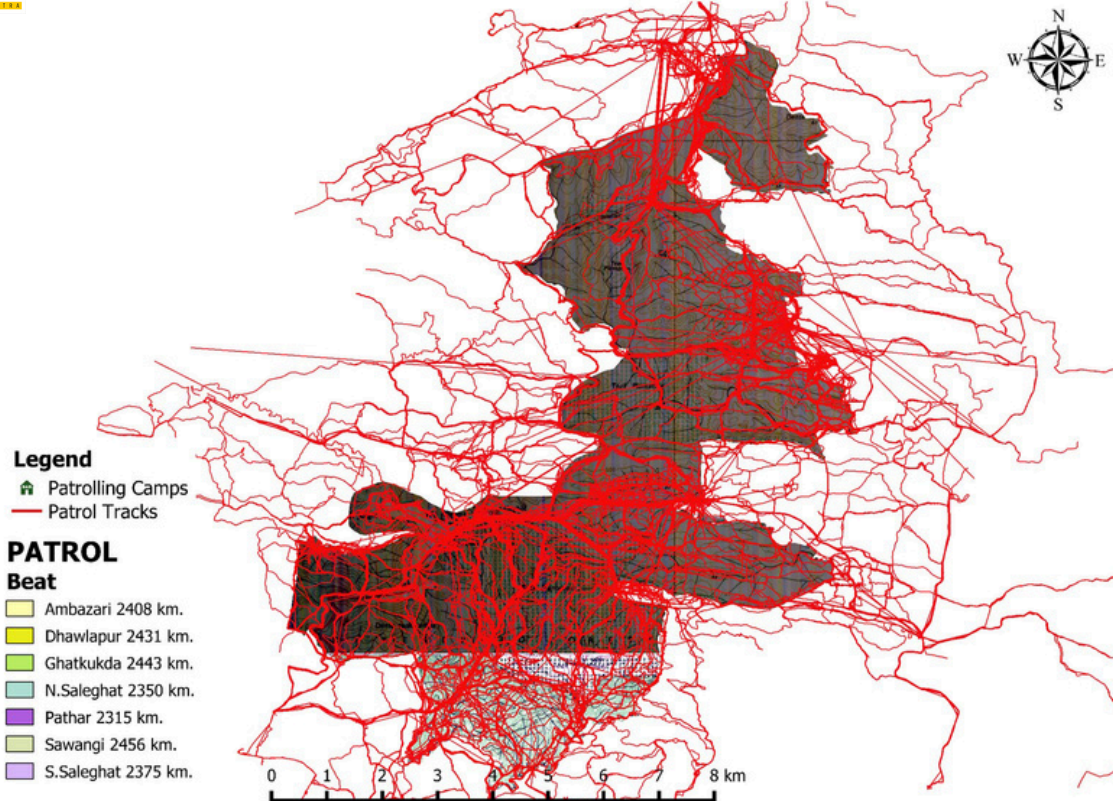 N
W E
S
Legend
Patrolling Camps
Patrol Tracks
PATROL
Beat
Ambazari 2408 km.
Dhawlapur 2431 km.
Ghatkukda 2443 km.
N.Saleghat 2350 km.
Pathar 2315 km.
Sawangi 2456 km.
S.Saleghat 2375 km.
0 1 2 3 4 5 6 7 8 km